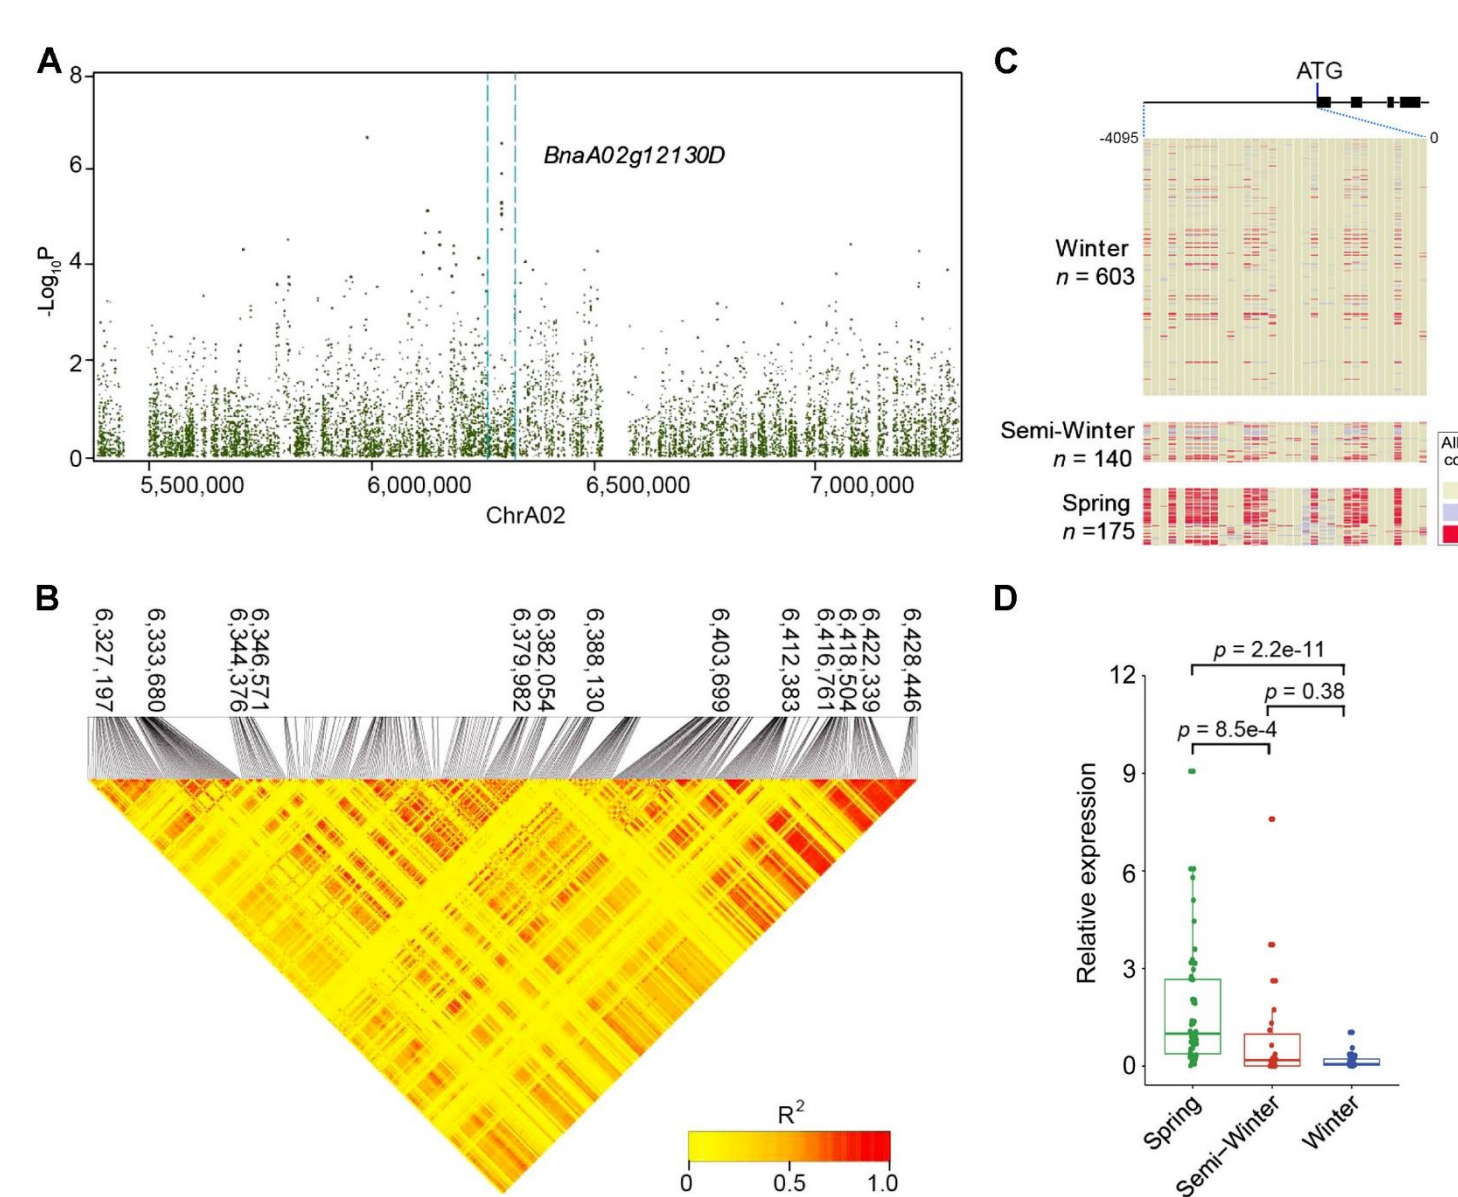 A
8
6
4
2
0
-Log10P
BnaA02g12130D
5,500,000
6,000,000
6,500,000
7,000,000
ChrA02
B
6,327,197
6,333,680
6,344,376
6,346,571
6,379,982
6,382,054
6,388,130
6,403,699
6,412,383
6,416,761
6,418,504
6,422,339
6,428,446
R2
0
0.5
1.0
C
ATG
-4095
0
Winter
n = 603
Semi-Winter
n = 140
Spring
n =175
All
co
D
p = 2.2e-11
p = 0.38
p = 8.5e-4
12
9
6
3
0
Relative expression
Spring
Semi-Winter
Winter